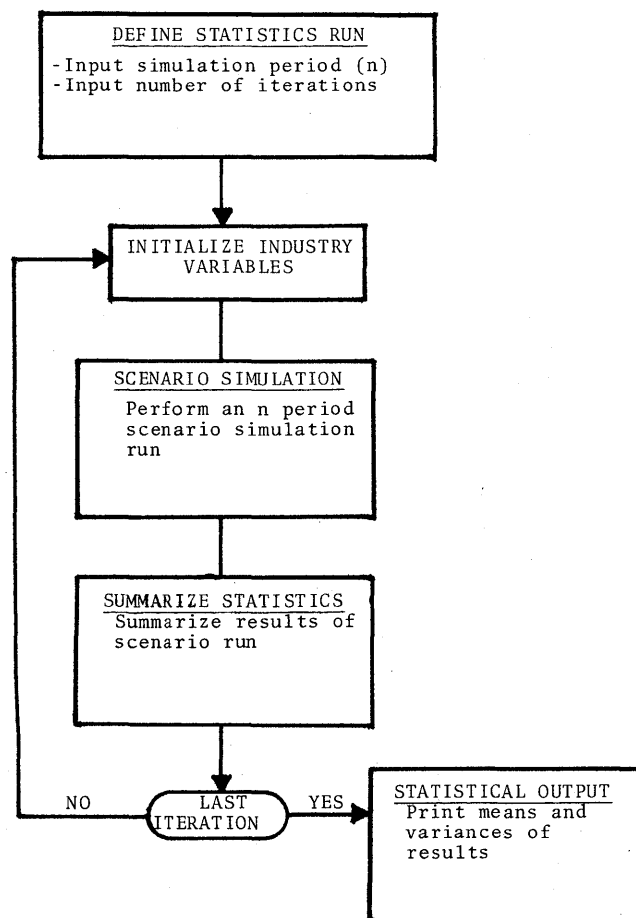 DEFINE STATISTICS RUN
-Input simulation period (n)
-Input number of iterations
INITIALIZE INDUSTRY
VARIABLES
SCENARIO SIMULATION
Perform an n period
scenario simulation
run
SUMMARIZE STATISTICS
Summarize results of
scenario run
NO
LAST
ITERATION
YES
STATISTICAL OUTPUT
Print means and
variances of
results